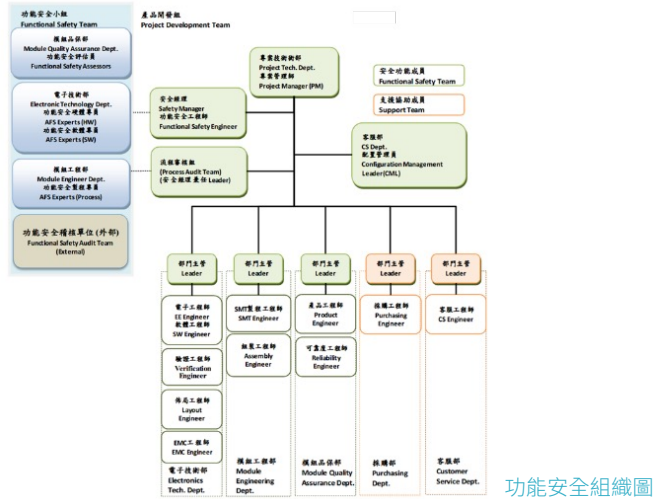 功能安全小組
Functional Safety Team
模組品保部
Module Quality Assurance Dept.
功能安全評估員
Functional Safety Assessors
電子技術部
Electronic Technology Dept.
功能安全硬體專員
AFS Experts (HW)
功能安全軟體專員
AFS Experts (SW)
模組工程部
Module Engineer Dept.
功能安全製程專員
AFS Experts (Process)
功能安全稽核單位 (外部)
Functional Safety Audit Team
(External)
產品開發組
Project Development Team
專案技術部
Project Tech. Dept.
專案管理師
Project Manager (PM)
安全功能成員
Functional Safety Team
支援協助成員
Support Team
安全經理
Safety Manager
功能安全工程師
Functional Safety Engineer
客服部
CS Dept.
配置管理員
Configuration Management
Leader(CML)
流程審核組
(Process Audit Team)
(安全經理 兼任 Leader)
部門主管
Leader
部門主管
Leader
部門主管
Leader
部門主管
Leader
部門主管
Leader
電子工程師
EE Engineer
軟體工程師
SW Engineer
驗證工程師
Verification
Engineer
佈局工程師
Layout
Engineer
EMC工程師
EMC Engineer
電子技術部
Electronics
Tech. Dept.
SMT製程工程師
SMT Engineer
組裝工程師
Assembly
Engineer
模組工程部
Module
Engineering
Dept.
產品工程師
Product
Engineer
可靠度工程師
Reliability
Engineer
模組品保部
Module Quality
Assurance Dept.
採購工程師
Purchasing
Engineer
採購部
Purchasing
Dept.
客服工程師
CS Engineer
客服部
Customer
Service Dept.
功能安全組織圖